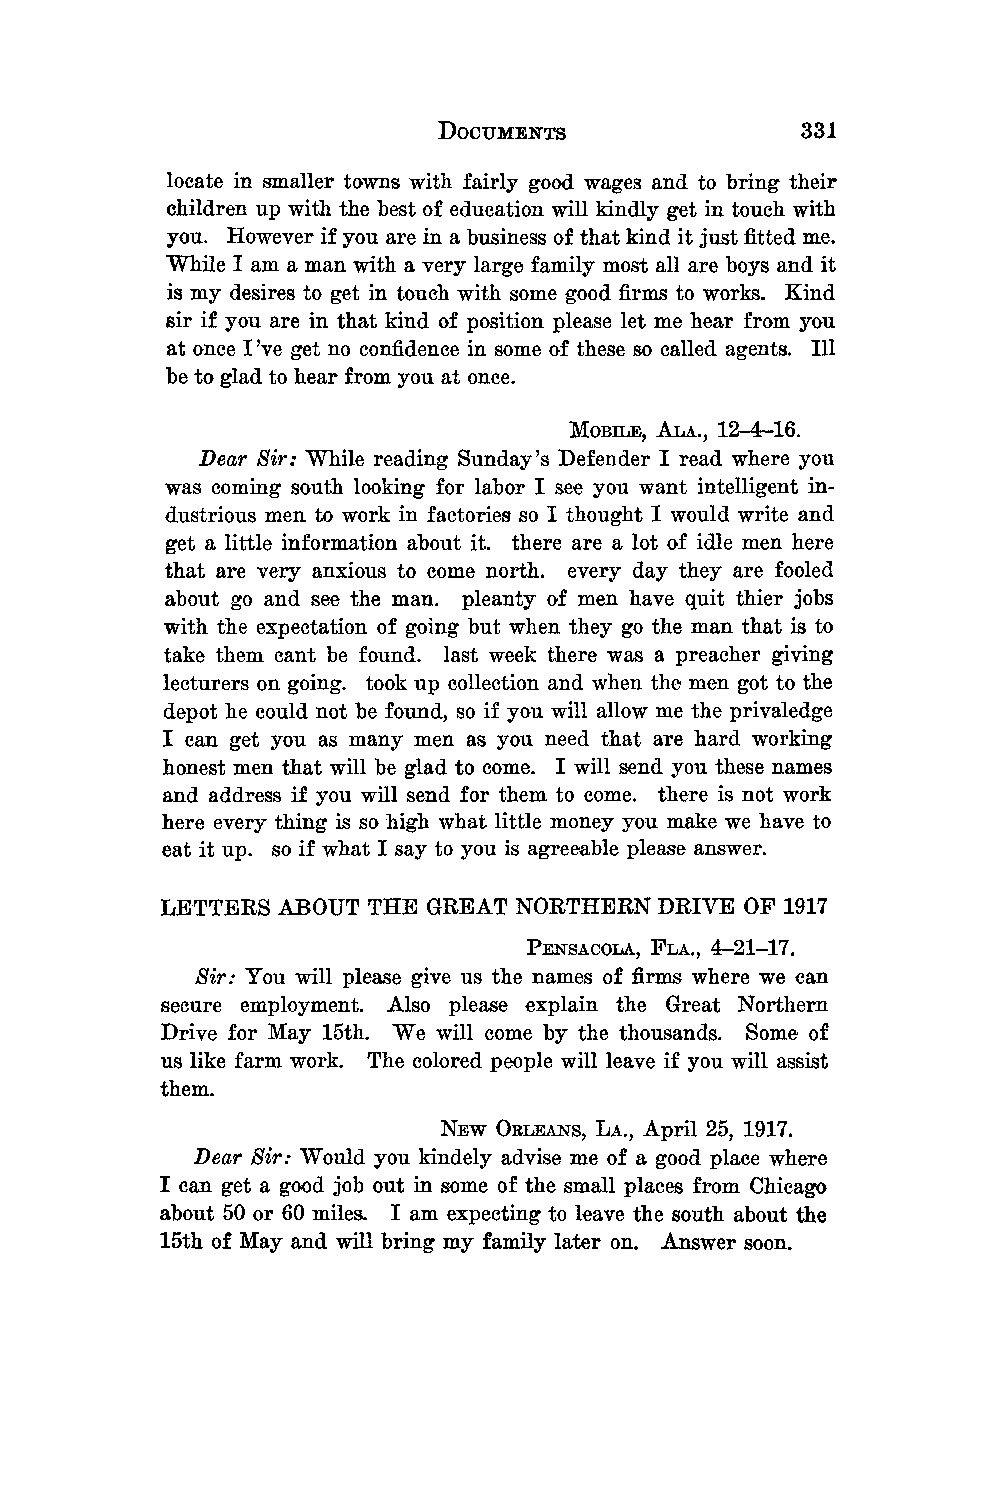 DOCUMENTS 331
locate in smaller towns with fairly good wages and to bring their
children up with the best of education will kindly get in touch with
you. However if you are in a business of that kind it just fitted me.
While I am a man with a very large family most all are boys and it
is my desires to get in touch with some good firms to works. Kind
sir if you are in that kind of position please let me hear from you
at once I've get no confidence in some of these so called agents. Ill
be to glad to hear from you at once.
MOBILE, ALA., 12–4–16.
Dear Sir: While reading Sunday's Defender I read where you
was coming south looking for labor I see you want intelligent in-
dustrious men to work in factories so I thought I would write and
get a little information about it. there are a lot of idle men here
that are very anxious to come north. every day they are fooled
about go and see the man. pleanty of men have quit thier jobs
with the expectation of going but when they go the man that is to
take them cant be found. last week there was a preacher giving
lecturers on going. took up collection and when the men got to the
depot he could not be found, so if you will allow me the privaledge
I can get you as many men as you need that are hard working
honest men that will be glad to come. I will send you these names
and address if you will send for them to come. there is not work
here every thing is so high what little money you make we have to
eat it up. so if what I say to you is agreeable please answer.
LETTERS ABOUT THE GREAT NORTHERN DRIVE OF 1917
PENSACOLA, FLA., 4–21–17.
Sir: You will please give us the names of firms where we can
secure employment. Also please explain the Great Northern
Drive for May 15th. We will come by the thousands. Some of
us like farm work. The colored people will leave if you will assist
them.
NEW ORLEANS, LA., April 25, 1917.
Dear Sir: Would you kindely advise me of a good place where
I can get a good job out in some of the small places from Chicago
about 50 or 60 miles. I am expecting to leave the south about the
15th of May and will bring my family later on. Answer soon.